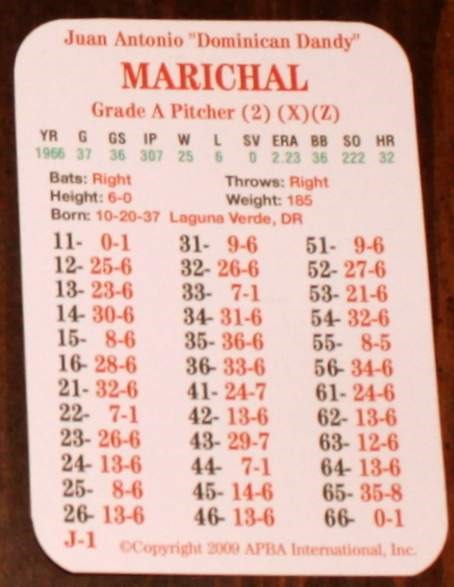 Juan Antonio "Dominican Dandy"
MARICHAL
Grade A Pitcher (2) (X)(Z)
YR G GS IP W L SV ERA BB SO HR
1966 37 36 307 25 6 0 2.23 36 222 32
Bats: Right Throws: Right
Height: 6-0 Weight: 185
Born: 10-20-37 Laguna Verde, DR
11- 0-1 31- 9-6 51- 9-6
12- 25-6 32- 26-6 52- 27-6
13- 23-6 33- 7-1 53- 21-6
14- 30-6 34- 31-6 54- 32-6
15- 8-6 35- 36-6 55- 8-5
16- 28-6 36- 33-6 56- 34-6
21- 32-6 41- 24-7 61- 24-6
22- 7-1 42- 13-6 62- 13-6
23- 26-6 43- 29-7 63- 12-6
24- 13-6 44- 7-1 64- 13-6
25- 8-6 45- 14-6 65- 35-8
26- 13-6 46- 13-6 66- 0-1
J-1 ©Copyright 2009 APBA International, Inc.